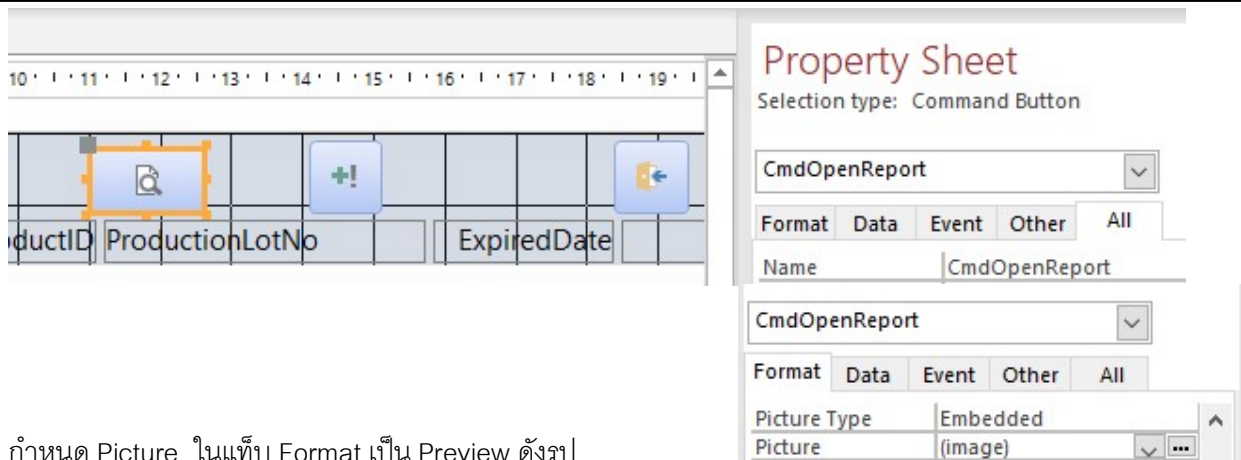 10 11 12 13 14 15 16 17 18 19
Property Sheet
Selection type: Command Button
CmdOpenReport
Format Data Event Other All
Name CmdOpenReport
ductID ProductionLotNo ExpiredDate
CmdOpenReport
Format Data Event Other All
Picture Type Embedded
Picture (image)
กำหนด Picture ในแท็บ Format เป็น Preview ดังรูป